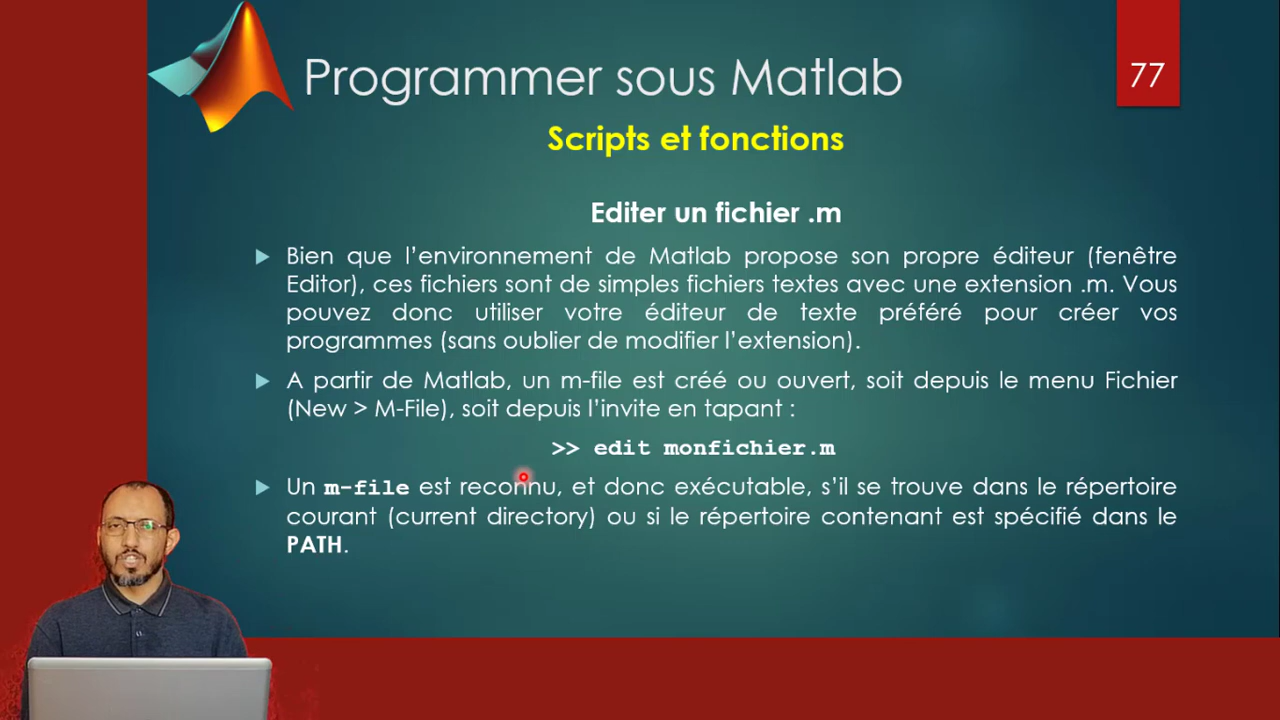 Programmer sous Matlab
77
Scripts et fonctions
Editer un fichier .m
Bien que l’environnement de Matlab propose son propre éditeur (fenêtre
Editor), ces fichiers sont de simples fichiers textes avec une extension .m. Vous
pouvez donc utiliser votre éditeur de texte préféré pour créer vos
programmes (sans oublier de modifier l’extension).
A partir de Matlab, un m-file est créé ou ouvert, soit depuis le menu Fichier
(New > M-File), soit depuis l’invite en tapant :
>> edit monfichier.m
Un m-file est reconnu, et donc exécutable, s’il se trouve dans le répertoire
courant (current directory) ou si le répertoire contenant est spécifié dans le
PATH.